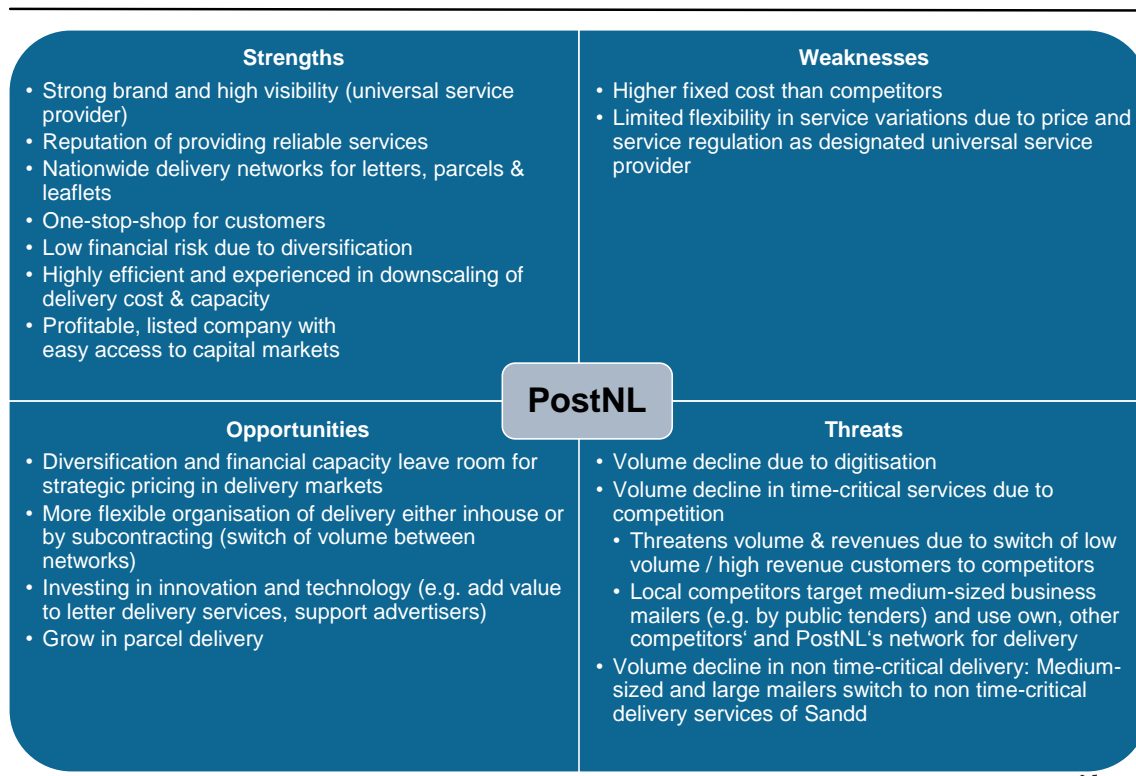 Strengths
• Strong brand and high visibility (universal service
provider)
• Reputation of providing reliable services
• Nationwide delivery networks for letters, parcels &
leaflets
• One-stop-shop for customers
• Low financial risk due to diversification
• Highly efficient and experienced in downscaling of
delivery cost & capacity
• Profitable, listed company with
easy access to capital markets
Weaknesses
• Higher fixed cost than competitors
• Limited flexibility in service variations due to price and
service regulation as designated universal service
provider
PostNL
Opportunities
• Diversification and financial capacity leave room for
strategic pricing in delivery markets
• More flexible organisation of delivery either inhouse or
by subcontracting (switch of volume between
networks)
• Investing in innovation and technology (e.g. add value
to letter delivery services, support advertisers)
• Grow in parcel delivery
Threats
• Volume decline due to digitisation
• Volume decline in time-critical services due to
competition
• Threatens volume & revenues due to switch of low
volume / high revenue customers to competitors
• Local competitors target medium-sized business
mailers (e.g. by public tenders) and use own, other
competitors‘ and PostNL‘s network for delivery
• Volume decline in non time-critical delivery: Medium-
sized and large mailers switch to non time-critical
delivery services of Sandd